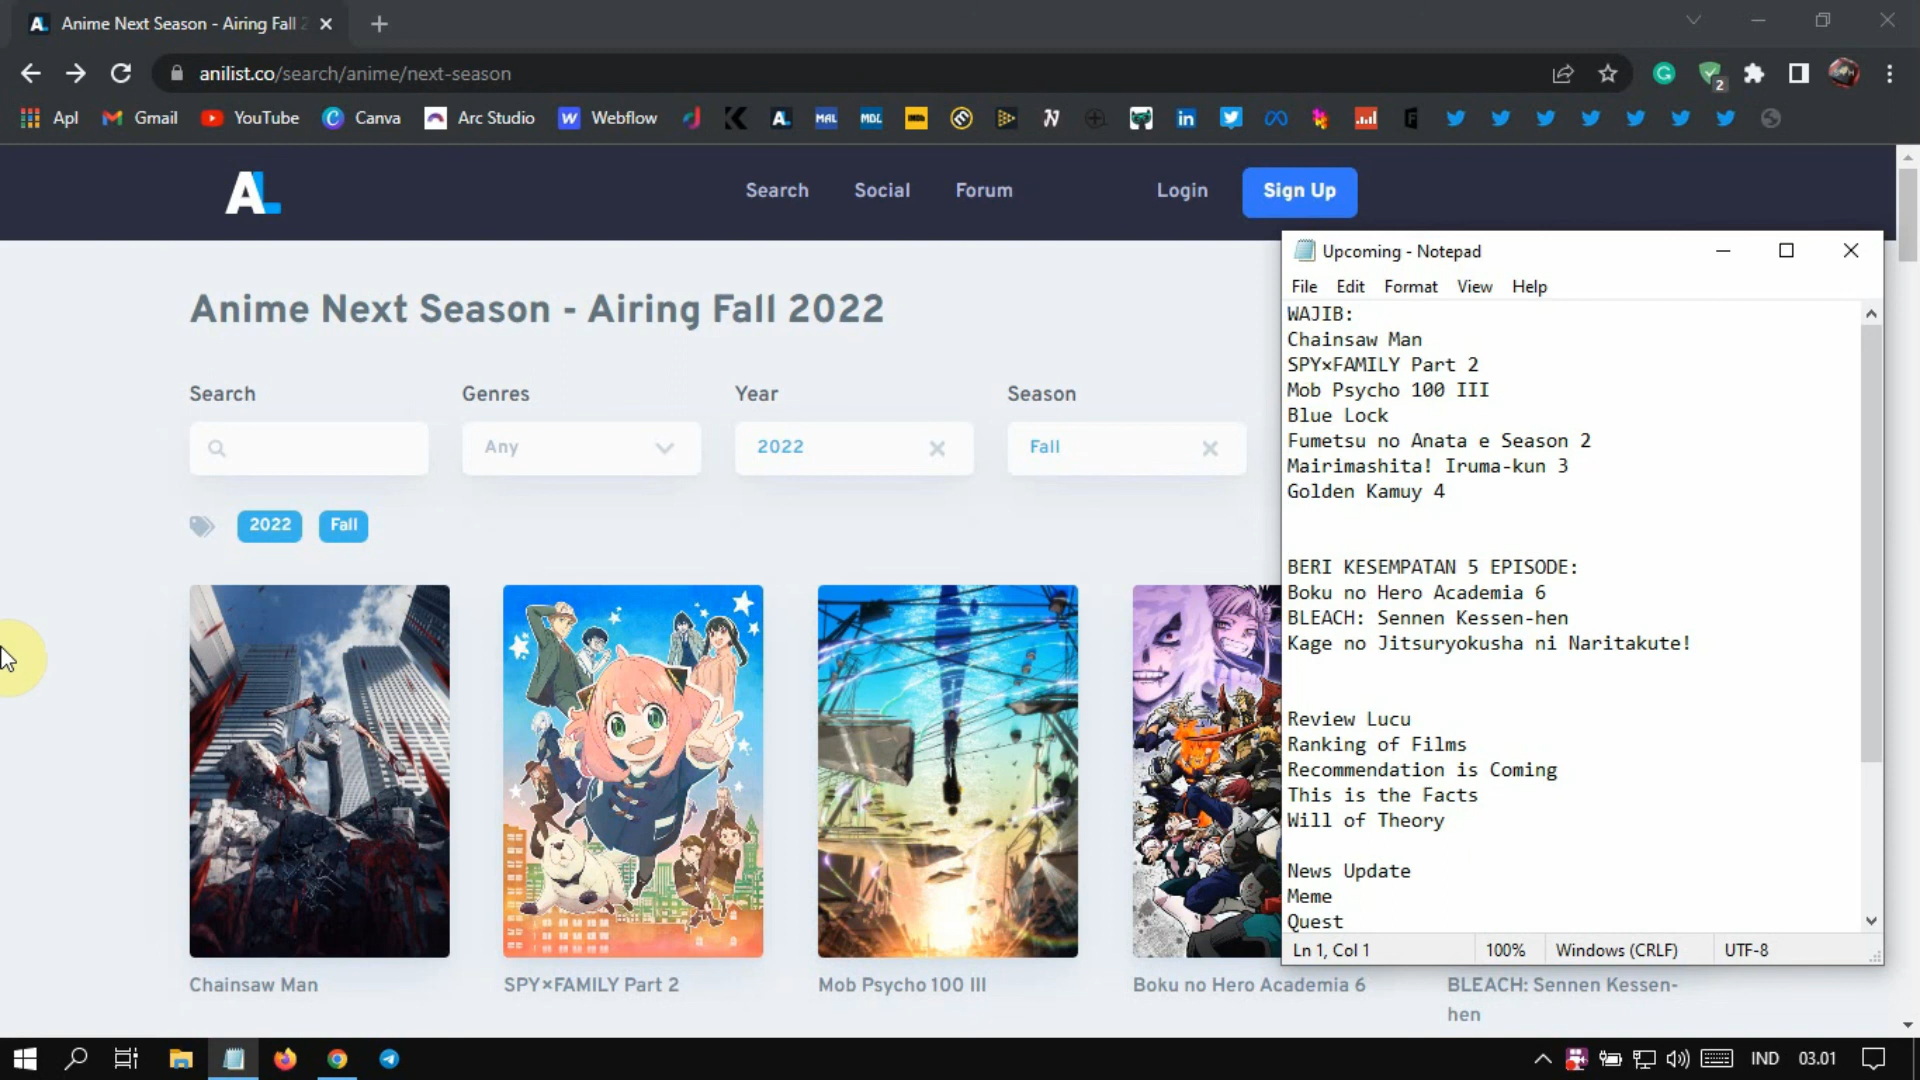 Anime Next Season - Airing Fall 2
anilist.co/search/anime/next-season
2
Apl
Gmail
YouTube
Canva
Arc Studio
Webflow
MAL
MDL
Search
Social
Forum
Login
Sign Up
Anime Next Season - Airing Fall 2022
Search
Genres
Year
Season
Any
2022
Fall
2022
Fall
Chainsaw Man
SPY×FAMILY Part 2
Mob Psycho 100 III
Boku no Hero Academia 6
BLEACH: Sennen Kessen-
hen
Upcoming - Notepad
File Edit Format View Help
WAJIB:
Chainsaw Man
SPY×FAMILY Part 2
Mob Psycho 100 III
Blue Lock
Fumetsu no Anata e Season 2
Mairimashita! Iruma-kun 3
Golden Kamuy 4
BERI KESEMPATAN 5 EPISODE:
Boku no Hero Academia 6
BLEACH: Sennen Kessen-hen
Kage no Jitsuryokusha ni Naritakute!
Review Lucu
Ranking of Films
Recommendation is Coming
This is the Facts
Will of Theory
News Update
Meme
Quest
Ln 1, Col 1
100%
Windows (CRLF)
UTF-8
IND
03.01